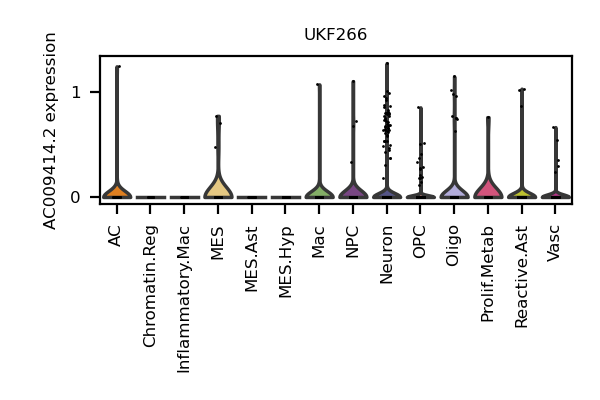 UKF266
AC009414.2 expression
1
0
AC
Chromatin.Reg
Inflammatory.Mac
MES
MES.Ast
MES.Hyp
Mac
NPC
Neuron
OPC
Oligo
Prolif.Metab
Reactive.Ast
Vasc